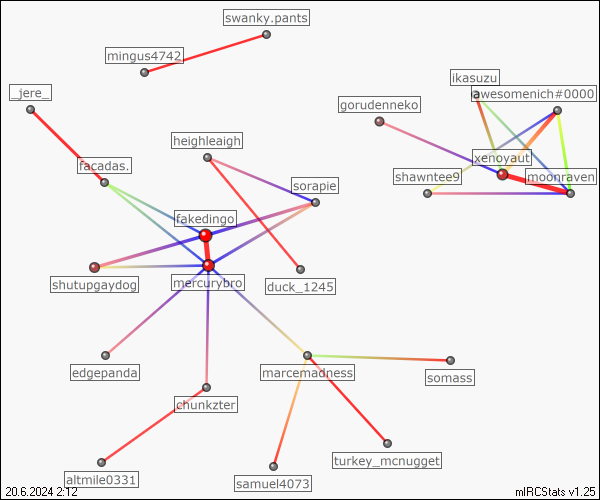 swanky.pants
mingus4742
ikasuzu
_jere_
awesomenich#0000
gorudenneko
heighleaigh
xenoyaut
facadas.
shawntee9
moonraven
sorapie
fakedingo
shutupgaydog
mercurybro
duck_1245
edgepanda
marcemadness
somass
chunkzter
turkey_mcnugget
altmile0331
samuel4073
20.6.2024 2:12
mIRCStats v1.25